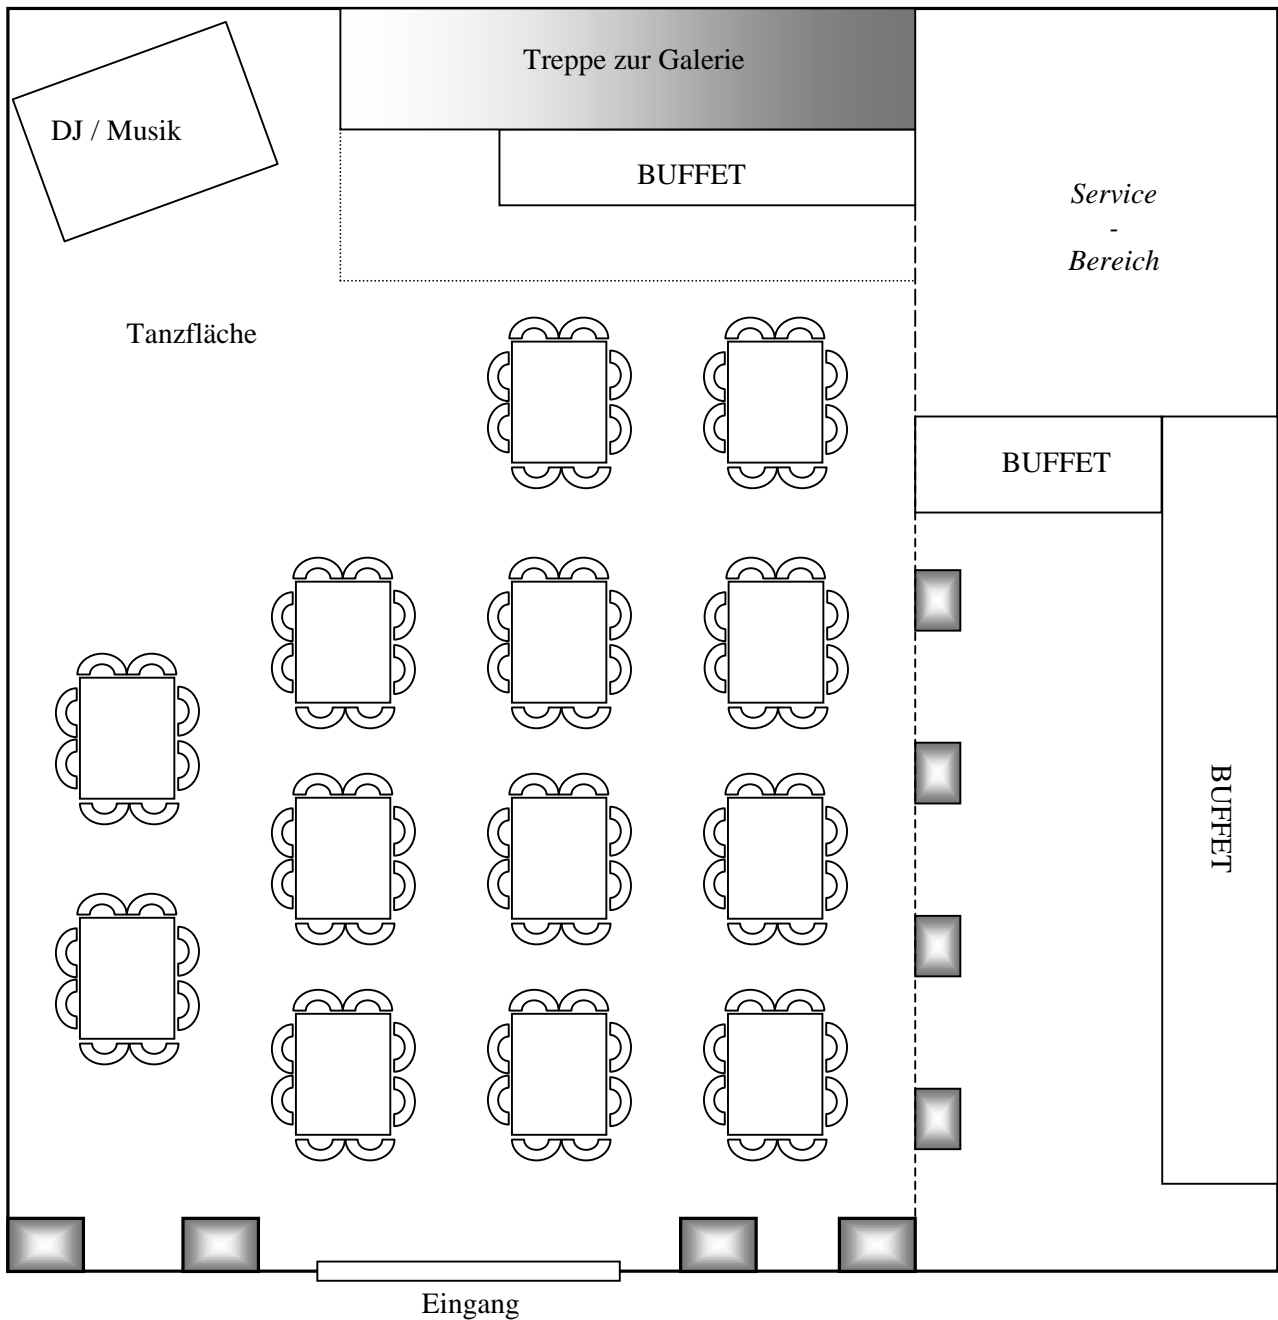 Treppe zur Galerie
DJ / Musik
BUFFET
Service
-
Bereich
Tanzfläche
BUFFET
BUFFET
Eingang